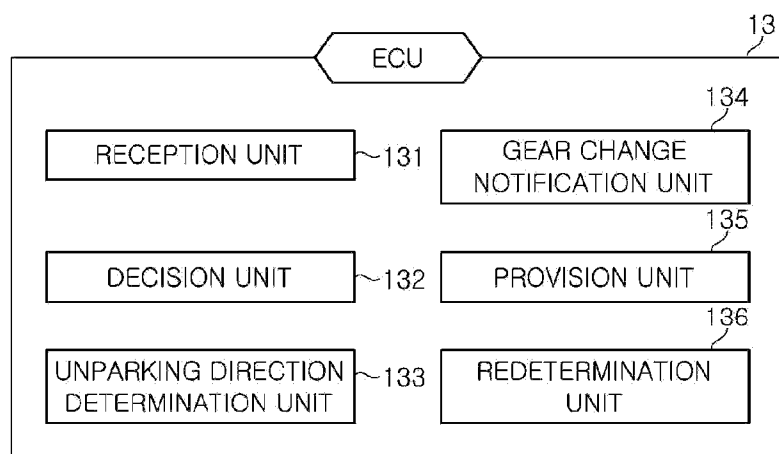 ECU
13
RECEPTION UNIT
131
DECISION UNIT
132
UNPARKING DIRECTION
DETERMINATION UNIT
133
134
GEAR CHANGE
NOTIFICATION UNIT
135
PROVISION UNIT
136
REDETERMINATION
UNIT